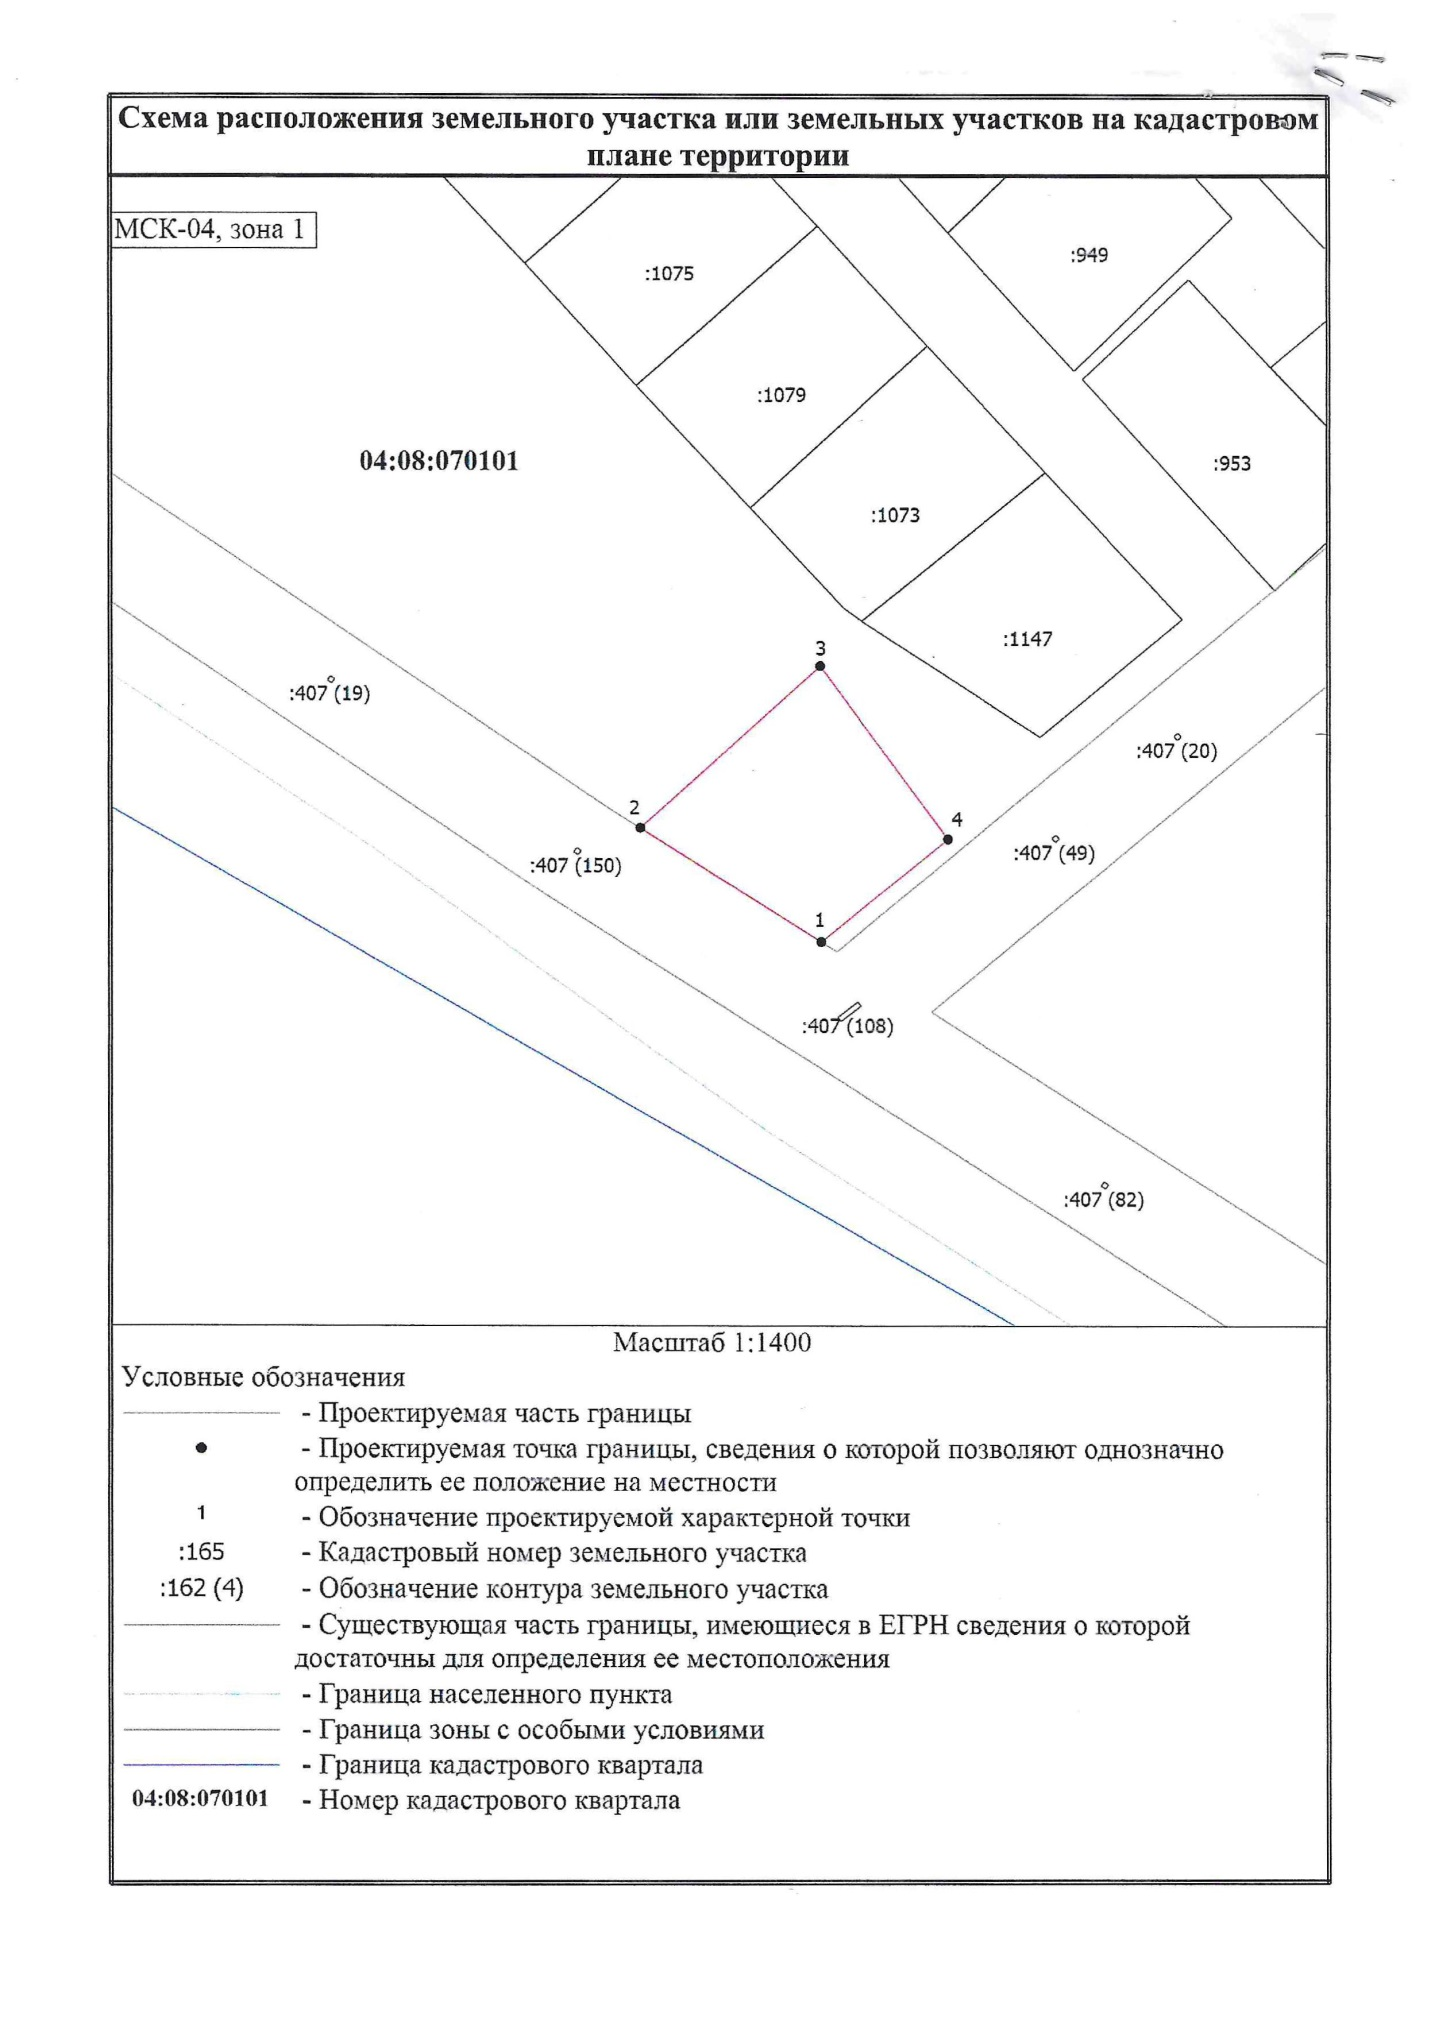 Схема расположения земельного участка или земельных участков на кадастровом
плане территории
МСК-04, зона 1
:949
:1075
:1079
04:08:070101
:953
:1073
:1147
3
:407 (19)
:407 (20)
2
4
:407 (49)
:407 (150)
1
:407 (108)
:407 (82)
Масштаб 1:1400
Условные обозначения
- Проектируемая часть границы
- Проектируемая точка границы, сведения о которой позволяют однозначно
определить ее положение на местности
1 - Обозначение проектируемой характерной точки
:165 - Кадастровый номер земельного участка
:162 (4) - Обозначение контура земельного участка
- Существующая часть границы, имеющиеся в ЕГРН сведения о которой
достаточны для определения ее местоположения
- Граница населенного пункта
- Граница зоны с особыми условиями
- Граница кадастрового квартала
04:08:070101 - Номер кадастрового квартала